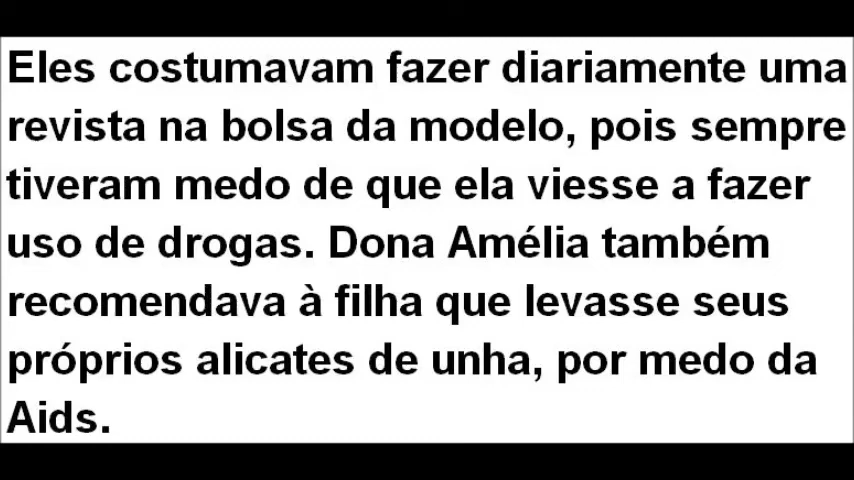 Eles costumavam fazer diariamente uma
revista na bolsa da modelo, pois sempre
tiveram medo de que ela viesse a fazer
uso de drogas. Dona Amélia também
recomendava à filha que levasse seus
próprios alicates de unha, por medo da
Aids.